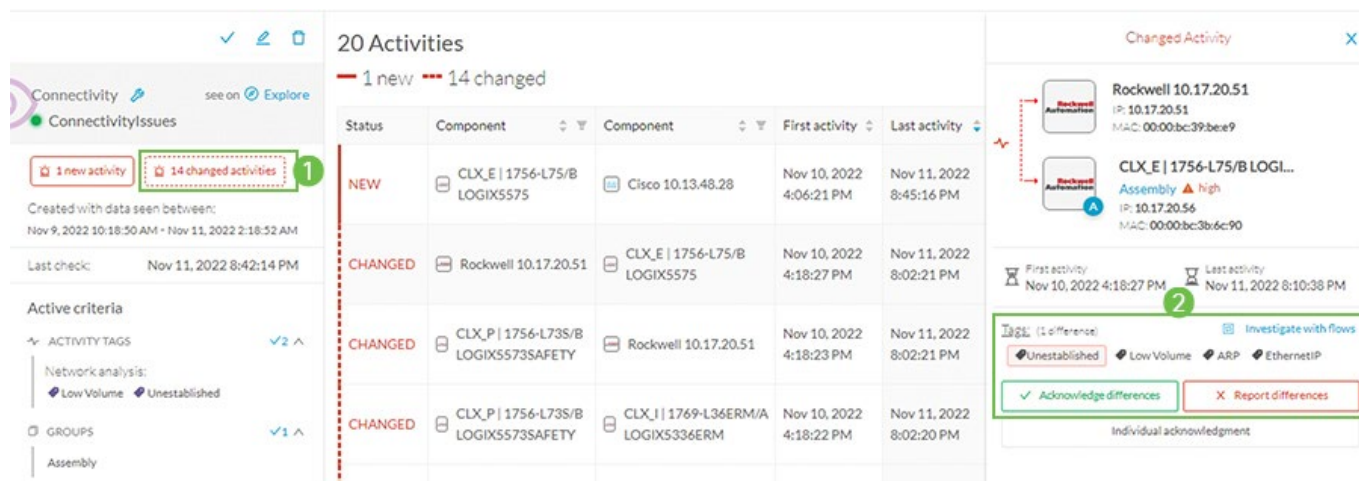 Connectivity
see on Explore
ConnectivityIssues
1 new activity
14 changed activities
1
Created with data seen between:
Nov 9, 2022 10:18:50 AM - Nov 11, 2022 2:18:52 AM
Last check:
Nov 11, 2022 8:42:14 PM
Active criteria
ACTIVITY TAGS
2
Network analysis:
Low Volume Unestablished
GROUPS
1
Assembly
20 Activities
1 new 14 changed
Status Component Component First activity Last activity
NEW
CLX_E | 1756-L75/B
LOGIX5575
Cisco 10.13.48.28
Nov 10, 2022
4:06:21 PM
Nov 11, 2022
8:45:16 PM
CHANGED
Rockwell 10.17.20.51
CLX_E | 1756-L75/B
LOGIX5575
Nov 10, 2022
4:18:27 PM
Nov 11, 2022
8:02:21 PM
CHANGED
CLX_P | 1756-L73S/B
LOGIX5573SAFETY
Rockwell 10.17.20.51
Nov 10, 2022
4:18:23 PM
Nov 11, 2022
8:02:21 PM
CHANGED
CLX_P | 1756-L73S/B
LOGIX5573SAFETY
CLX_I | 1769-L36ERM/A
LOGIX5336ERM
Nov 10, 2022
4:18:22 PM
Nov 11, 2022
8:02:20 PM
Changed Activity
X
Rockwell
Automation
Rockwell 10.17.20.51
IP: 10.17.20.51
MAC: 00:00:bc:39:be:e9
Rockwell
Automation
A
CLX_E | 1756-L75/B LOGI...
Assembly high
IP: 10.17.20.56
MAC: 00:00:bc:3b:6c:90
First activity
Nov 10, 2022 4:18:27 PM
Last activity
Nov 11, 2022 8:10:38 PM
2
Tags: (1 difference)
Investigate with flows
Unestablished Low Volume ARP EthernetIP
Acknowledge differences
X Report differences
Individual acknowledgment